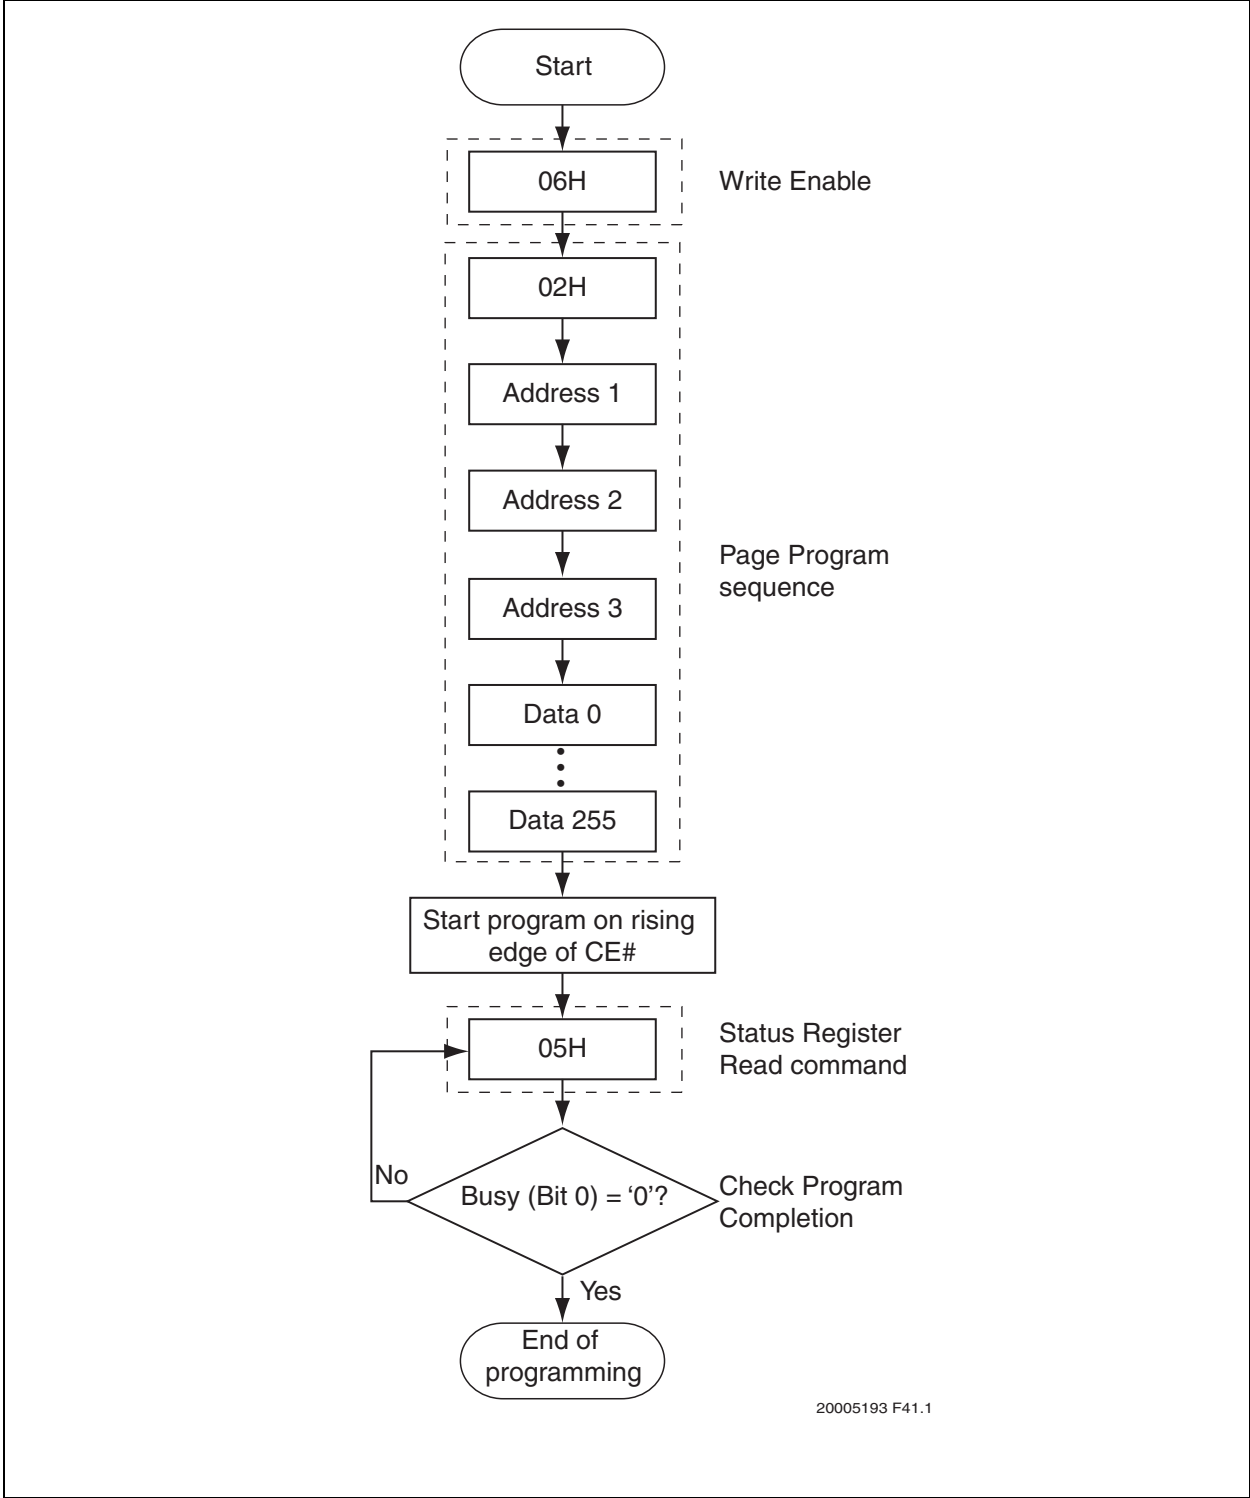 Start
06H
Write Enable
02H
Address 1
Address 2
Address 3
Page Program
sequence
Data 0
Data 255
Start program on rising
edge of CE#
05H
Status Register
Read command
No
Busy (Bit 0) = ‘0’?
Check Program
Completion
Yes
End of
programming
20005193 F41.1